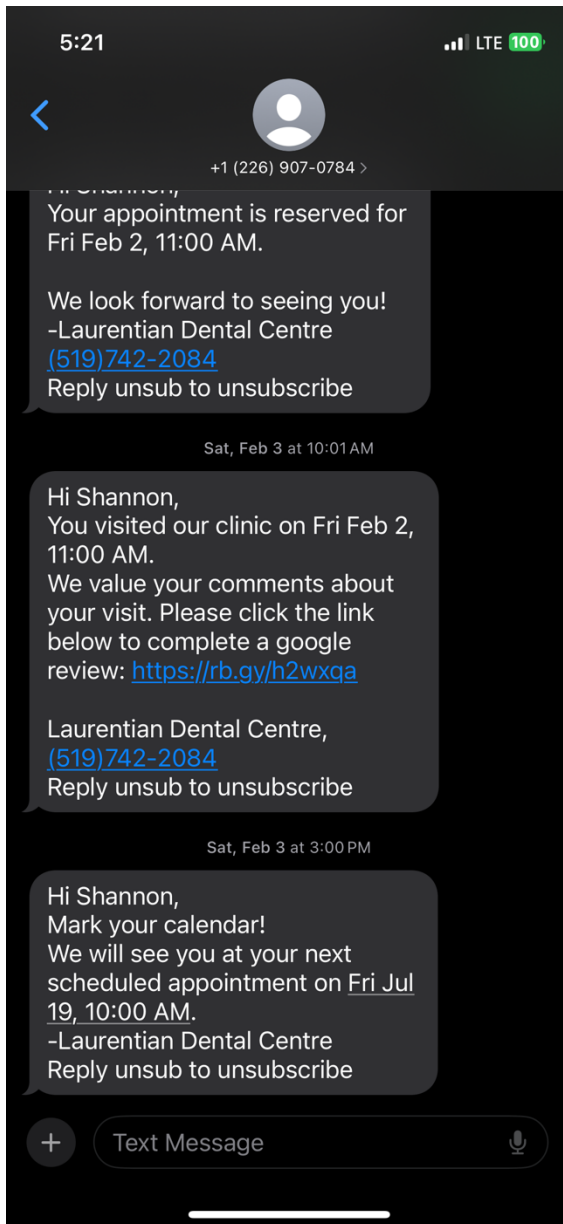 5:21
LTE 100
+1 (226) 907-0784 >
Hi Shannon,
Your appointment is reserved for
Fri Feb 2, 11:00 AM.
We look forward to seeing you!
-Laurentian Dental Centre
(519)742-2084
Reply unsub to unsubscribe
Sat, Feb 3 at 10:01 AM
Hi Shannon,
You visited our clinic on Fri Feb 2,
11:00 AM.
We value your comments about
your visit. Please click the link
below to complete a google
review: https://rb.gy/h2wxqa
Laurentian Dental Centre,
(519)742-2084
Reply unsub to unsubscribe
Sat, Feb 3 at 3:00 PM
Hi Shannon,
Mark your calendar!
We will see you at your next
scheduled appointment on Fri Jul
19, 10:00 AM.
-Laurentian Dental Centre
Reply unsub to unsubscribe
Text Message